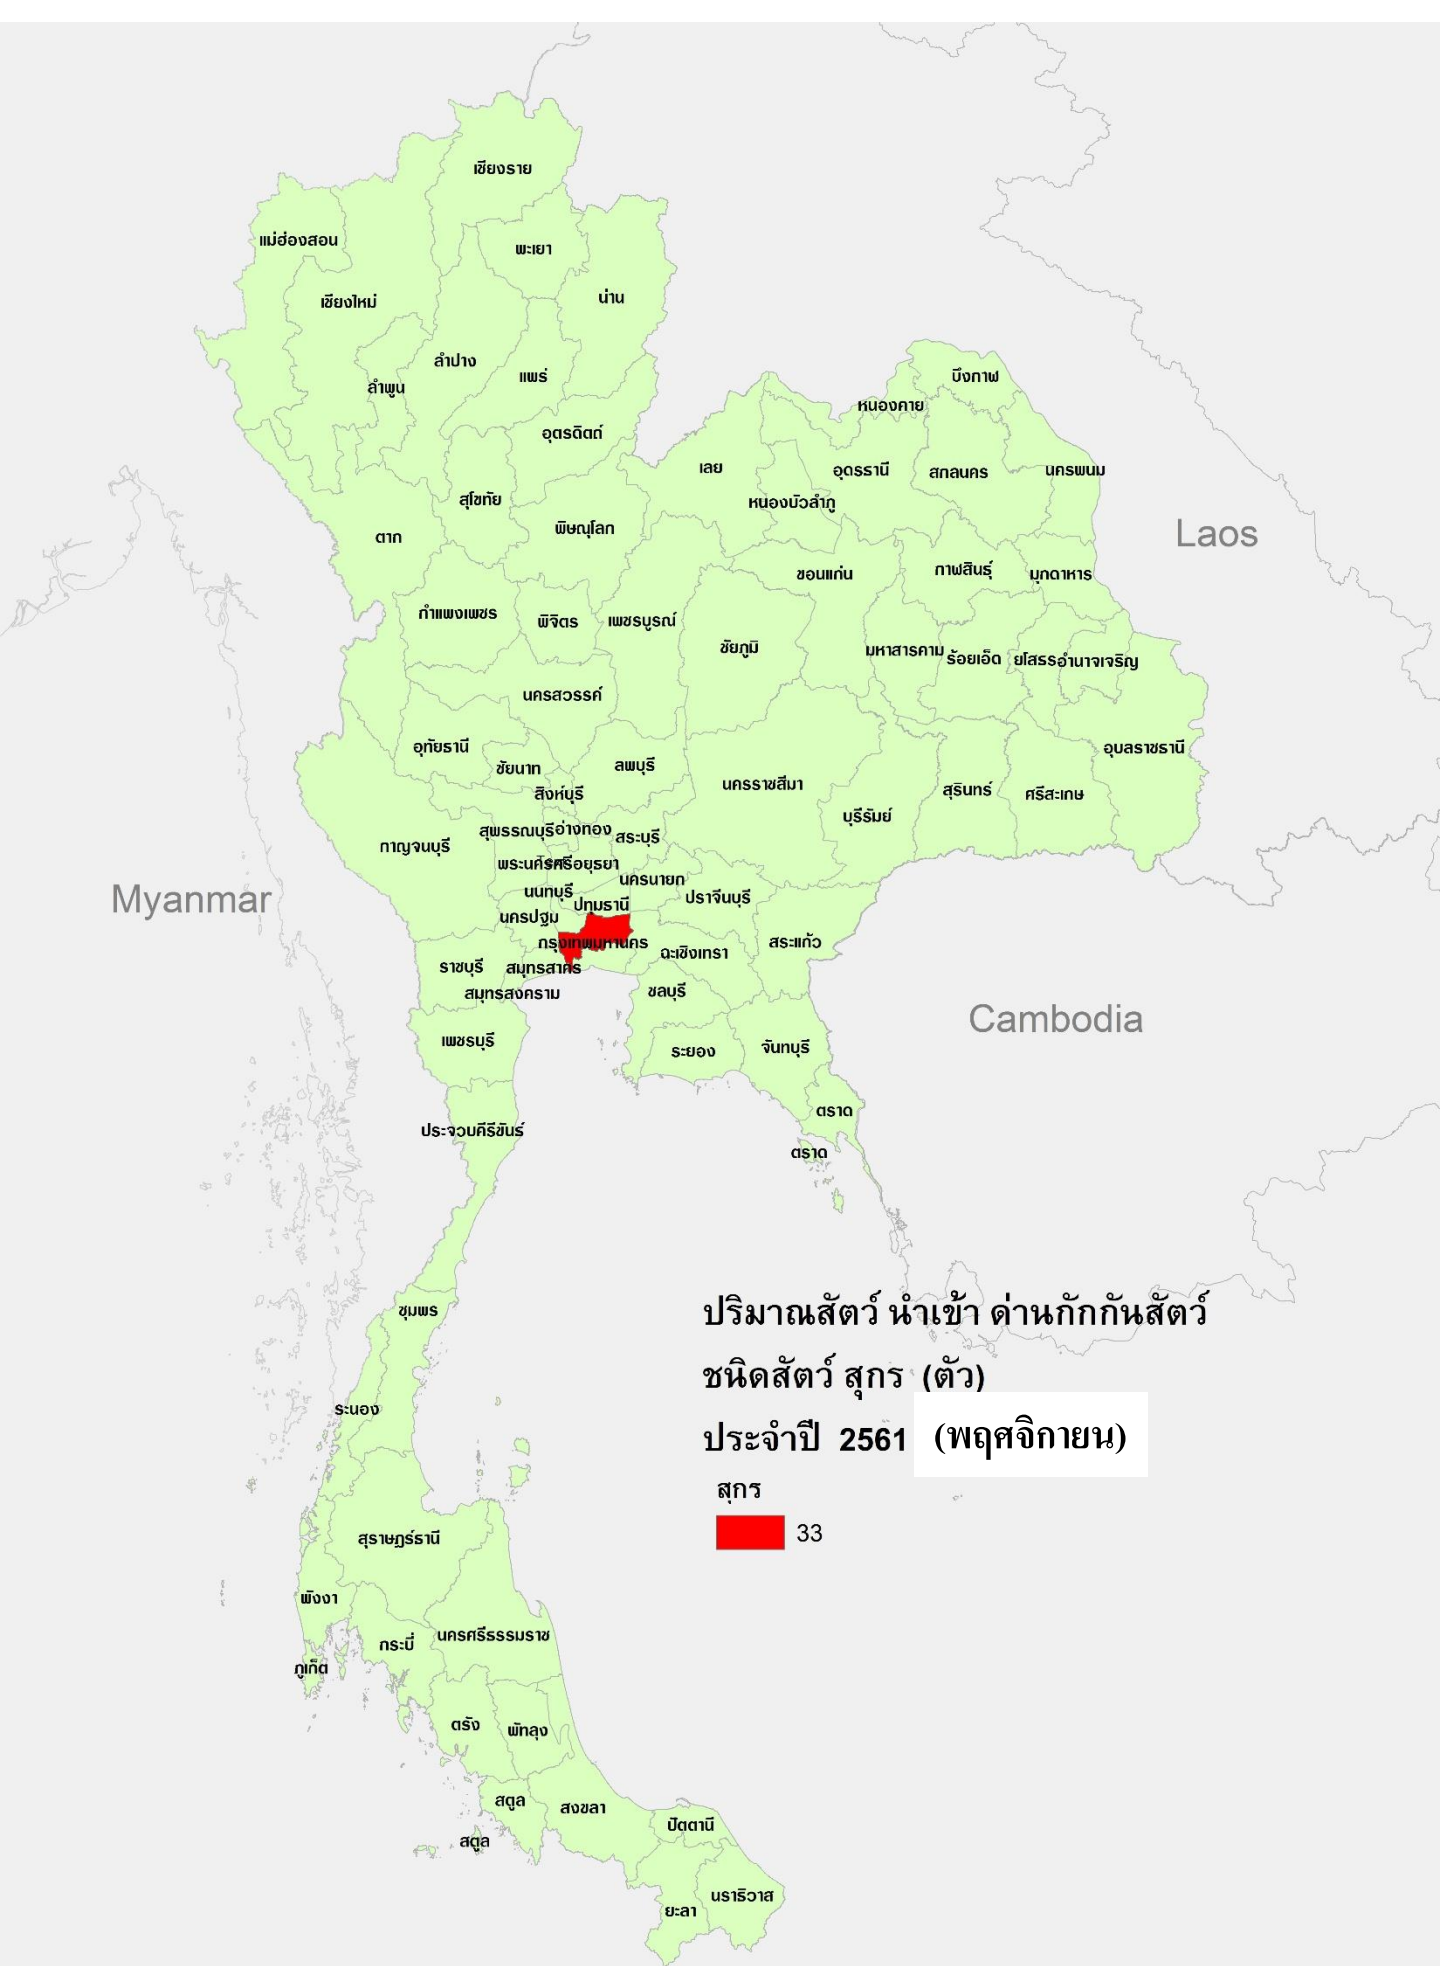 เชียงราย
แม่ฮ่องสอน
พะเยา
เชียงใหม่
น่าน
ลำปาง
แพร่
ลำพูน
บึงกาฬ
หนองคาย
อุตรดิตถ์
เลย
อุดรธานี
สกลนคร
นครพนม
สุโขทัย
หนองบัวลำภู
พิษณุโลก
ตาก
Laos
ขอนแก่น
กาฬสินธุ์
มุกดาหาร
กำแพงเพชร
พิจิตร
เพชรบูรณ์
ชัยภูมิ
มหาสารคาม
ร้อยเอ็ด
ยโสธร
อำนาจเจริญ
นครสวรรค์
อุทัยธานี
ชัยนาท
ลพบุรี
อุบลราชธานี
นครราชสีมา
สิงห์บุรี
สุรินทร์
ศรีสะเกษ
บุรีรัมย์
สุพรรณบุรี
อ่างทอง
สระบุรี
กาญจนบุรี
พระนครศรีอยุธยา
นครนายก
นนทบุรี
ปราจีนบุรี
Myanmar
ปทุมธานี
นครปฐม
กรุงเทพมหานคร
ฉะเชิงเทรา
สระแก้ว
ราชบุรี
สมุทรสาคร
สมุทรสงคราม
ชลบุรี
Cambodia
เพชรบุรี
ระยอง
จันทบุรี
ตราด
ประจวบคีรีขันธ์
ตราด
ชุมพร
ปริมาณสัตว์ นำเข้า ด่านกักกันสัตว์
ชนิดสัตว์ สุกร (ตัว)
ประจำปี 2561 (พฤศจิกายน)
สุกร
33
ระนอง
สุราษฎร์ธานี
พังงา
กระบี่
นครศรีธรรมราช
ภูเก็ต
ตรัง
พัทลุง
สตูล
สงขลา
ปัตตานี
สตูล
นราธิวาส
ยะลา